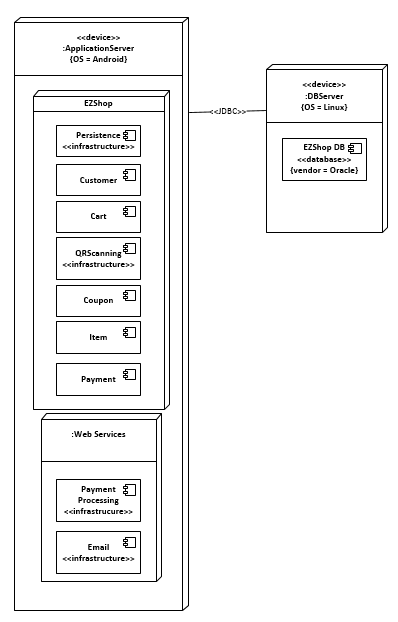 <<device>>
:ApplicationServer
{OS = Android}
EZShop
Persistence
<<infrastructure>>
Customer
Cart
QRScanning
<<infrastructure>>
Coupon
Item
Payment
:Web Services
Payment
Processing
<<infrastrucure>>
Email
<<infrastructure>>
<<JDBC>>
<<device>>
:DBServer
{OS = Linux}
EZShop DB
<<database>>
{vendor = Oracle}